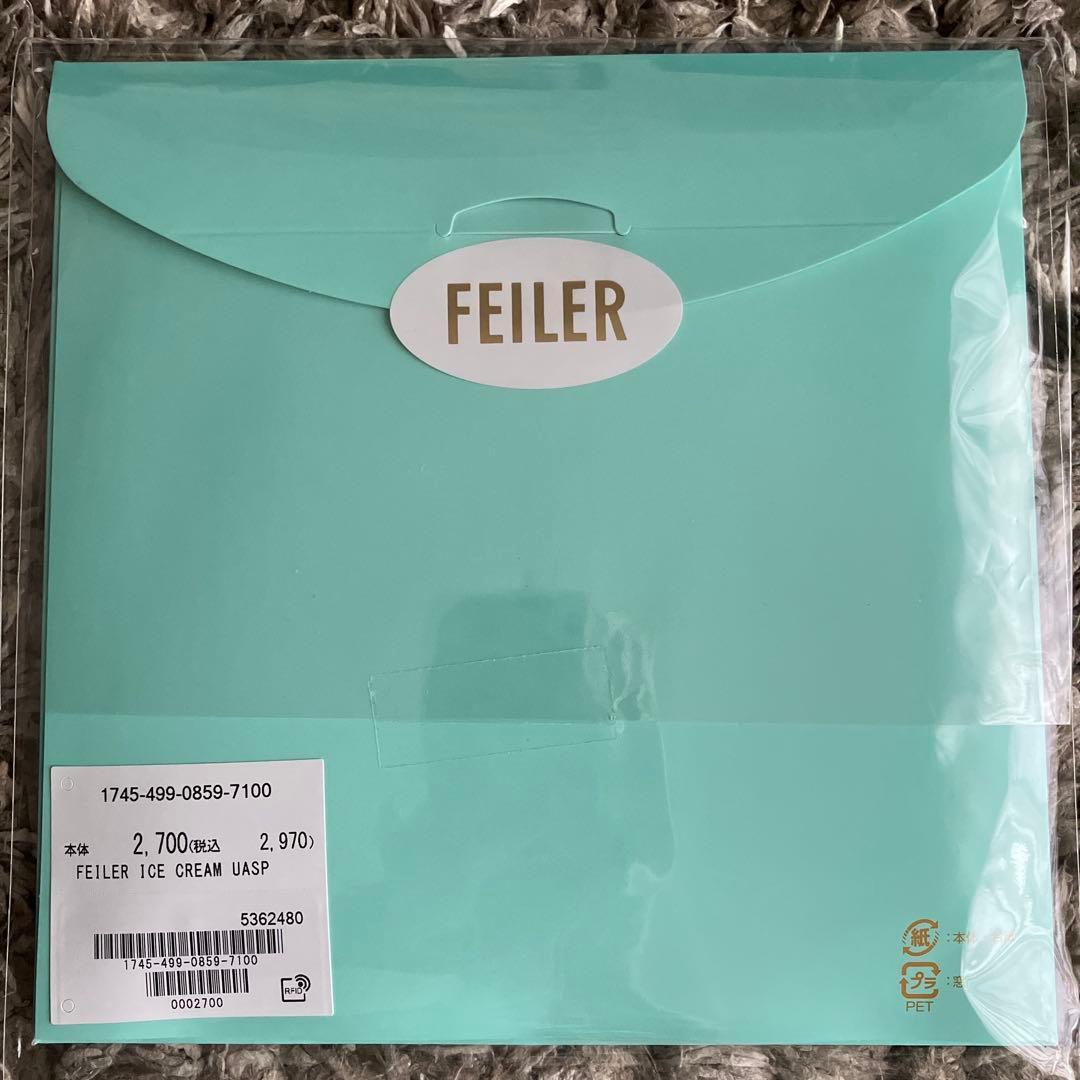 FEILER
1745-499-0859-7100
本体 2,700(税込 2,970)
FEILER ICE CREAM UASP
5362480
1745-499-0859-7100
RFID
0002700
紙 :本体
プラ :窓
PET